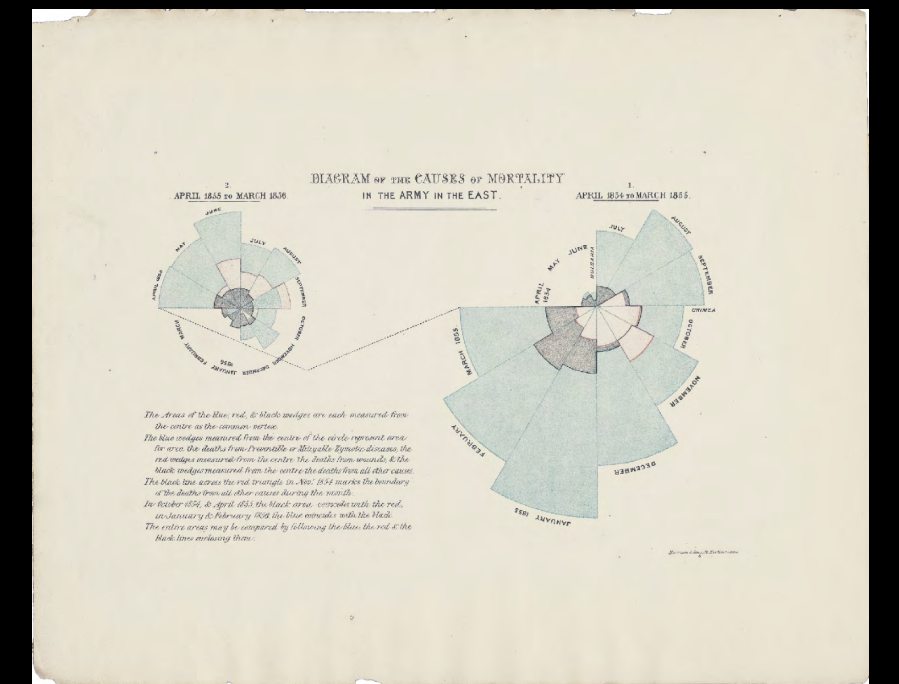 DIAGRAM OF THE CAUSES OF MORTALITY
IN THE ARMY IN THE EAST.
2.
APRIL 1855 TO MARCH 1856.
JUNE
MAY
JULY
AUGUST
APRIL 1855
SEPTEMBER
OCTOBER
NOVEMBER
DECEMBER
JANUARY
1856
FEBRUARY
MARCH
1.
APRIL 1854 TO MARCH 1855.
JULY
AUGUST
JUNE
MAY
BULGARIA
SEPTEMBER
APRIL
1854
CRIMEA
OCTOBER
MARCH 1855
NOVEMBER
FEBRUARY
DECEMBER
JANUARY 1855
The Areas of the blue, red, & black wedges are each measured from
the centre as the common vertex.
The blue wedges measured from the centre of the circle represent area
for area the deaths from Preventible or Mitigable Zymotic diseases, the
red wedges measured from the centre the deaths from wounds, & the
black wedges measured from the centre the deaths from all other causes.
The black line across the red triangle in Nov. 1854 marks the boundary
of the deaths from all other causes during the month.
In October 1854, & April 1855 the black area coincides with the red,
in January & February 1856 the blue coincides with the black.
The entire areas may be compared by following the blue, the red & the
black lines enclosing them.